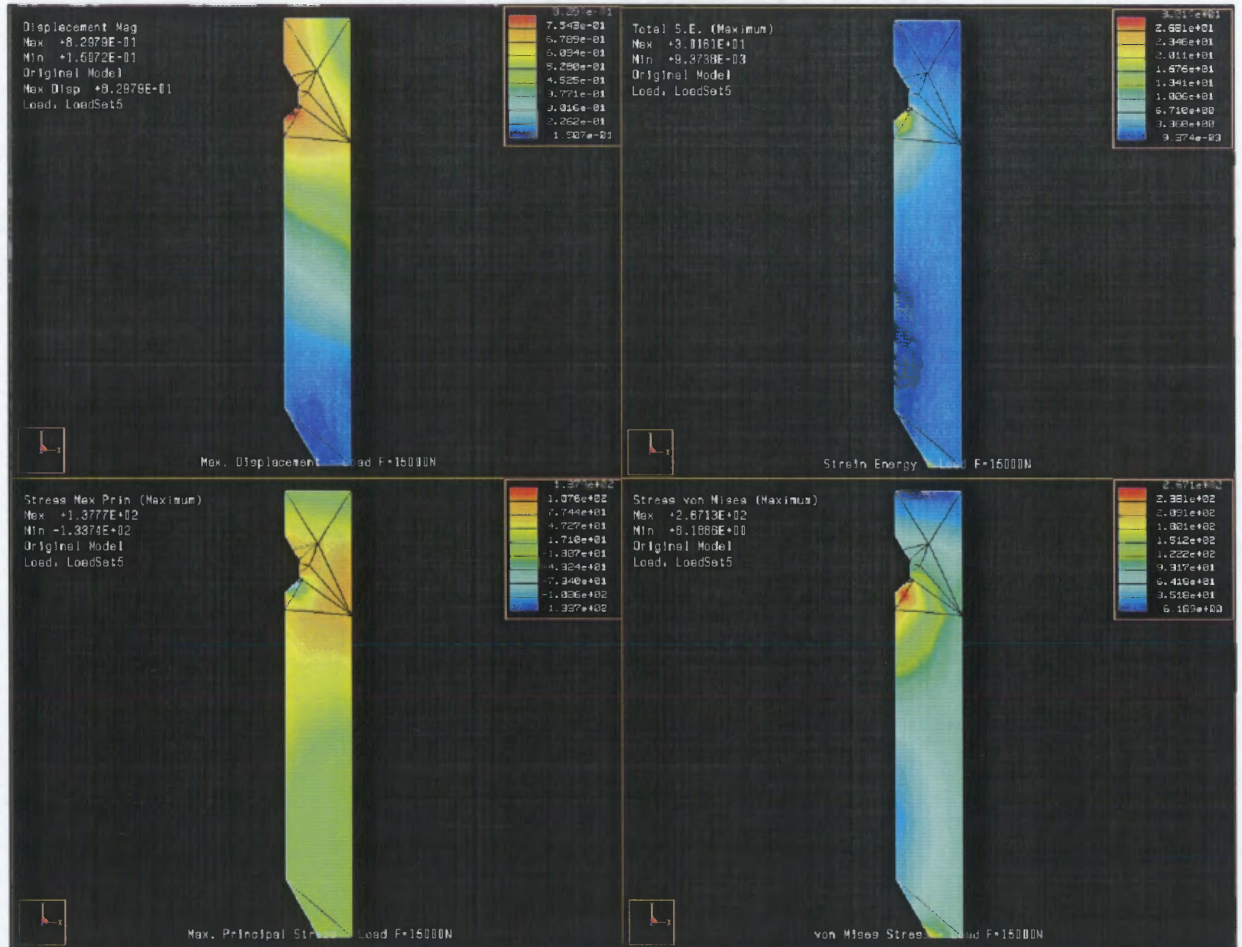 Displacement Mag
Max +8.2979E-01
Min +1.5072E-01
Original Model
Max Disp +8.2979E-01
Load: LoadSet5
7.543e-01
6.789e-01
6.034e-01
5.280e-01
4.525e-01
3.771e-01
3.016e-01
2.262e-01
1.507e-01
Max. Displacement - Load F=15000N
Total S.E. (Maximum)
Max +3.0161E+01
Min +9.3738E-03
Original Model
Load: LoadSet5
2.681e+01
2.346e+01
2.011e+01
1.676e+01
1.341e+01
1.006e+01
6.710e+00
3.360e+00
9.374e-03
Strain Energy - Load F=15000N
Stress Max Prin (Maximum)
Max +1.3777E+02
Min -1.3374E+02
Original Model
Load: LoadSet5
1.076e+02
7.744e+01
4.727e+01
1.710e+01
-1.307e+01
-4.324e+01
-7.340e+01
-1.036e+02
1.337e+02
Max. Principal Stress - Load F=15000N
Stress von Mises (Maximum)
Max +2.6713E+02
Min +6.1886E+00
Original Model
Load: LoadSet5
2.671e+02
2.381e+02
2.091e+02
1.801e+02
1.512e+02
1.222e+02
9.317e+01
6.418e+01
3.518e+01
6.189e+00
von Mises Stress - Load F=15000N